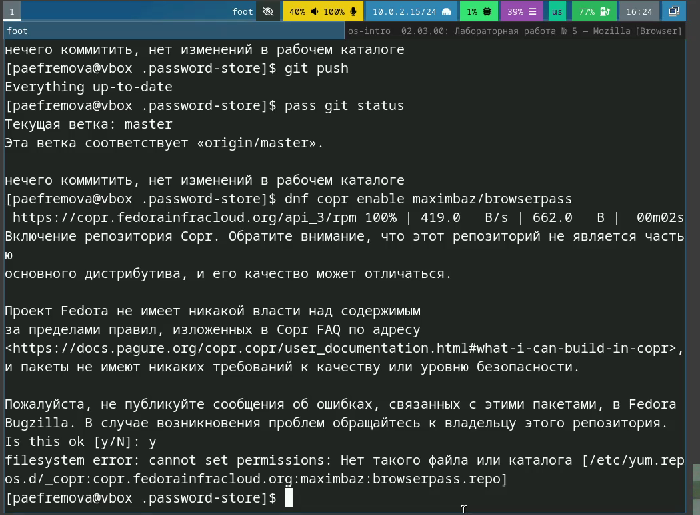 1 foot 40% 100% 10.0.2.15/24 1% 39% us 77% 16:24
foot os-intro 02.03.00: Лабораторная работа № 5 — Mozilla [Browser]
нечего коммитить, нет изменений в рабочем каталоге
[paefremova@vbox .password-store]$ git push
Everything up-to-date
[paefremova@vbox .password-store]$ pass git status
Текущая ветка: master
Эта ветка соответствует «origin/master».
нечего коммитить, нет изменений в рабочем каталоге
[paefremova@vbox .password-store]$ dnf copr enable maximbaz/browserpass
https://copr.fedorainfracloud.org/api_3/rpm 100% | 419.0   B/s | 662.0   B |  00m02s
Включение репозитория Copr. Обратите внимание, что этот репозиторий не является часть
ю
основного дистрибутива, и его качество может отличаться.
Проект Fedora не имеет никакой власти над содержимым
за пределами правил, изложенных в Copr FAQ по адресу
<https://docs.pagure.org/copr.copr/user_documentation.html#what-i-can-build-in-copr>,
и пакеты не имеют никаких требований к качеству или уровню безопасности.
Пожалуйста, не публикуйте сообщения об ошибках, связанных с этими пакетами, в Fedora
Bugzilla. В случае возникновения проблем обращайтесь к владельцу этого репозитория.
Is this ok [y/N]: y
filesystem error: cannot set permissions: Нет такого файла или каталога [/etc/yum.rep
os.d/_copr:copr.fedorainfracloud.org:maximbaz:browserpass.repo]
[paefremova@vbox .password-store]$